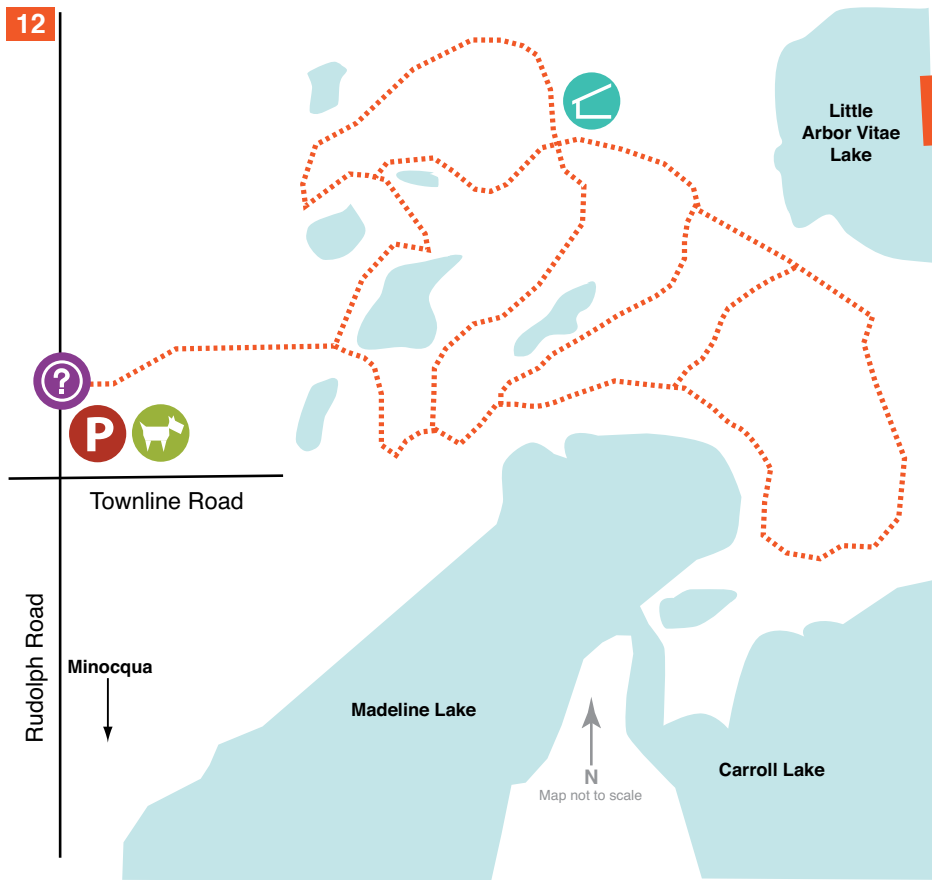 12
Little
Arbor Vitae
Lake
?
P
Townline Road
Rudolph Road
Minocqua
Madeline Lake
N
Map not to scale
Carroll Lake